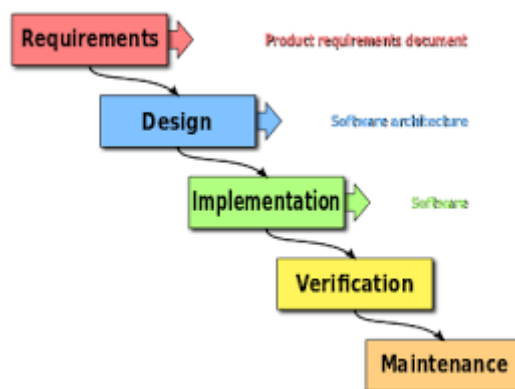 Requirements
Product requirements document
Design
Software architecture
Implementation
Software
Verification
Maintenance